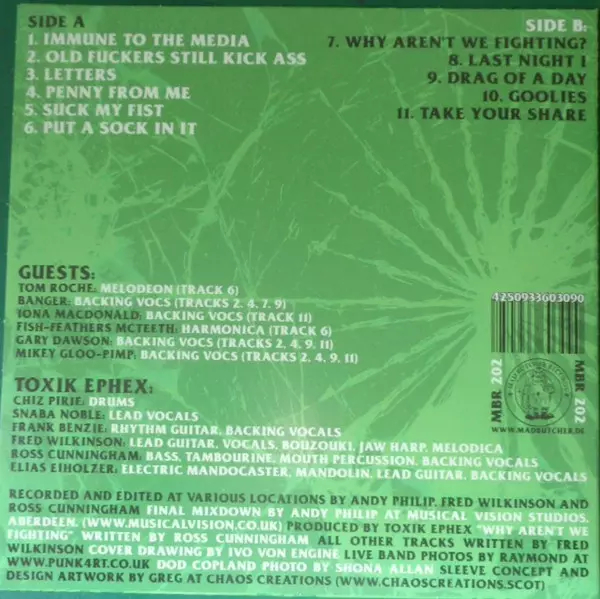 SIDE A
1. IMMUNE TO THE MEDIA
2. OLD FUCKERS STILL KICK ASS
3. LETTERS
4. PENNY FROM ME
5. SUCK MY FIST
6. PUT A SOCK IN IT
SIDE B:
7. WHY AREN'T WE FIGHTING?
8. LAST NIGHT I
9. DRAG OF A DAY
10. GOOLIES
11. TAKE YOUR SHARE
GUESTS:
TOM ROCHE: MELODEON (TRACK 6)
BANGER: BACKING VOCS (TRACKS 2, 4, 7, 9)
IONA MACDONALD: BACKING VOCS (TRACK 11)
FISH-FEATHERS MCTEETH: HARMONICA (TRACK 6)
GARY DAWSON: BACKING VOCS (TRACKS 2, 4, 9, 11)
MIKEY GLOO-PIMP: BACKING VOCS (TRACKS 2, 4, 9, 11)
4250933603090
MBR 202
MBR 202
WWW.MADBUTCHER.DE
TOXIK EPHEX:
CHIZ PIRIE: DRUMS
SNABA NOBLE: LEAD VOCALS
FRANK BENZIE: RHYTHM GUITAR, BACKING VOCALS
FRED WILKINSON: LEAD GUITAR, VOCALS, BOUZOUKI, JAW HARP, MELODICA
ROSS CUNNINGHAM: BASS, TAMBOURINE, MOUTH PERCUSSION, BACKING VOCALS
ELIAS EIHOLZER: ELECTRIC MANDOCASTER, MANDOLIN, LEAD GUITAR, BACKING VOCALS
RECORDED AND EDITED AT VARIOUS LOCATIONS BY ANDY PHILIP, FRED WILKINSON AND
ROSS CUNNINGHAM FINAL MIXDOWN BY ANDY PHILIP AT MUSICAL VISION STUDIOS,
ABERDEEN. (WWW.MUSICALVISION.CO.UK) PRODUCED BY TOXIK EPHEX "WHY AREN'T WE
FIGHTING" WRITTEN BY ROSS CUNNINGHAM ALL OTHER TRACKS WRITTEN BY FRED
WILKINSON COVER DRAWING BY IVO VON ENGINE LIVE BAND PHOTOS BY RAYMOND AT
WWW.PUNK4RT.CO.UK DOD COPLAND PHOTO BY SHONA ALLAN SLEEVE CONCEPT AND
DESIGN ARTWORK BY GREG AT CHAOS CREATIONS (WWW.CHAOSCREATIONS.SCOT)